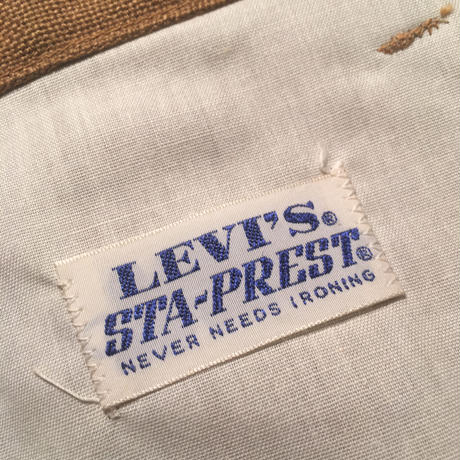 LEVI'S®
STA-PREST®
NEVER NEEDS IRONING